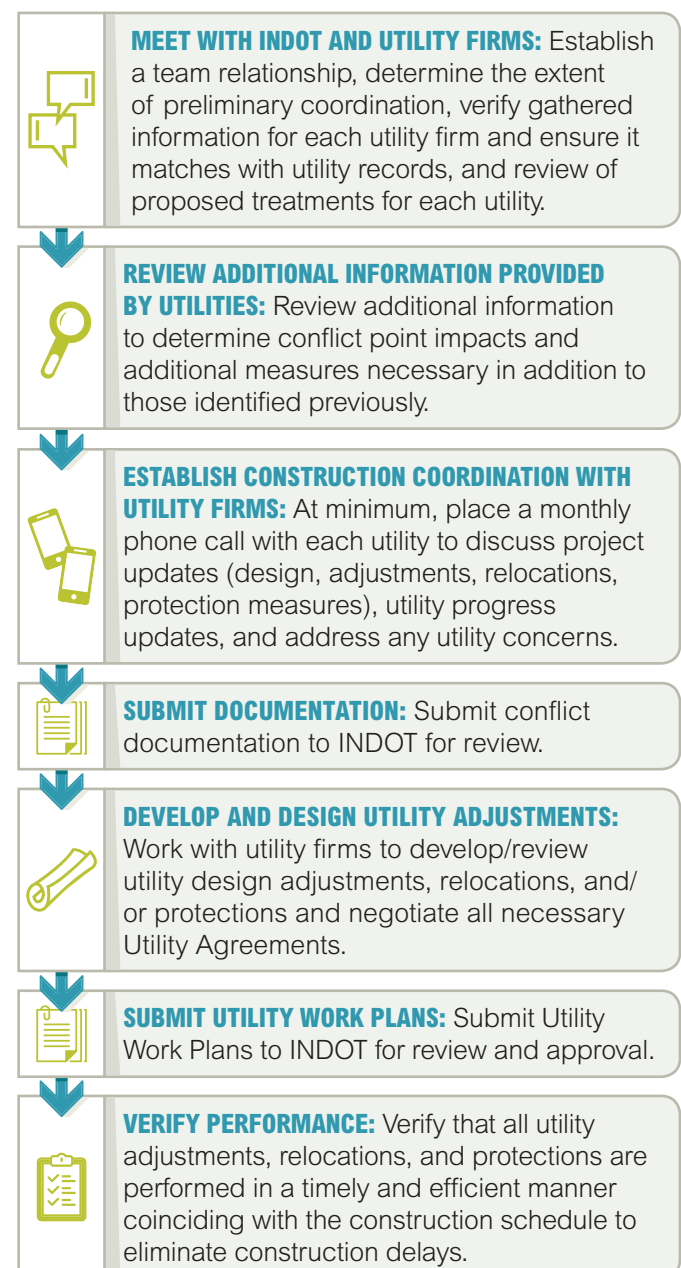 MEET WITH INDOT AND UTILITY FIRMS: Establish
a team relationship, determine the extent
of preliminary coordination, verify gathered
information for each utility firm and ensure it
matches with utility records, and review of
proposed treatments for each utility.
REVIEW ADDITIONAL INFORMATION PROVIDED
BY UTILITIES: Review additional information
to determine conflict point impacts and
additional measures necessary in addition to
those identified previously.
ESTABLISH CONSTRUCTION COORDINATION WITH
UTILITY FIRMS: At minimum, place a monthly
phone call with each utility to discuss project
updates (design, adjustments, relocations,
protection measures), utility progress
updates, and address any utility concerns.
SUBMIT DOCUMENTATION: Submit conflict
documentation to INDOT for review.
DEVELOP AND DESIGN UTILITY ADJUSTMENTS:
Work with utility firms to develop/review
utility design adjustments, relocations, and/
or protections and negotiate all necessary
Utility Agreements.
SUBMIT UTILITY WORK PLANS: Submit Utility
Work Plans to INDOT for review and approval.
VERIFY PERFORMANCE: Verify that all utility
adjustments, relocations, and protections are
performed in a timely and efficient manner
coinciding with the construction schedule to
eliminate construction delays.